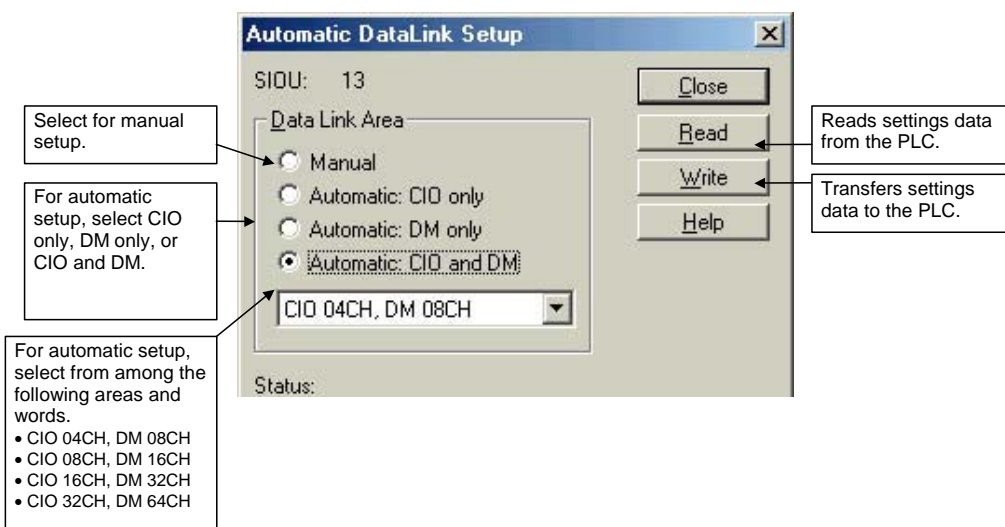 Automatic DataLink Setup
SIOU: 13
Close
Data Link Area
Read
Manual
Write
Automatic: CIO only
Help
Automatic: DM only
Automatic: CIO and DM
CIO 04CH, DM 08CH
Status:
Select for manual
setup.
For automatic
setup, select CIO
only, DM only, or
CIO and DM.
For automatic setup,
select from among the
following areas and
words.
• CIO 04CH, DM 08CH
• CIO 08CH, DM 16CH
• CIO 16CH, DM 32CH
• CIO 32CH, DM 64CH
Reads settings data
from the PLC.
Transfers settings
data to the PLC.